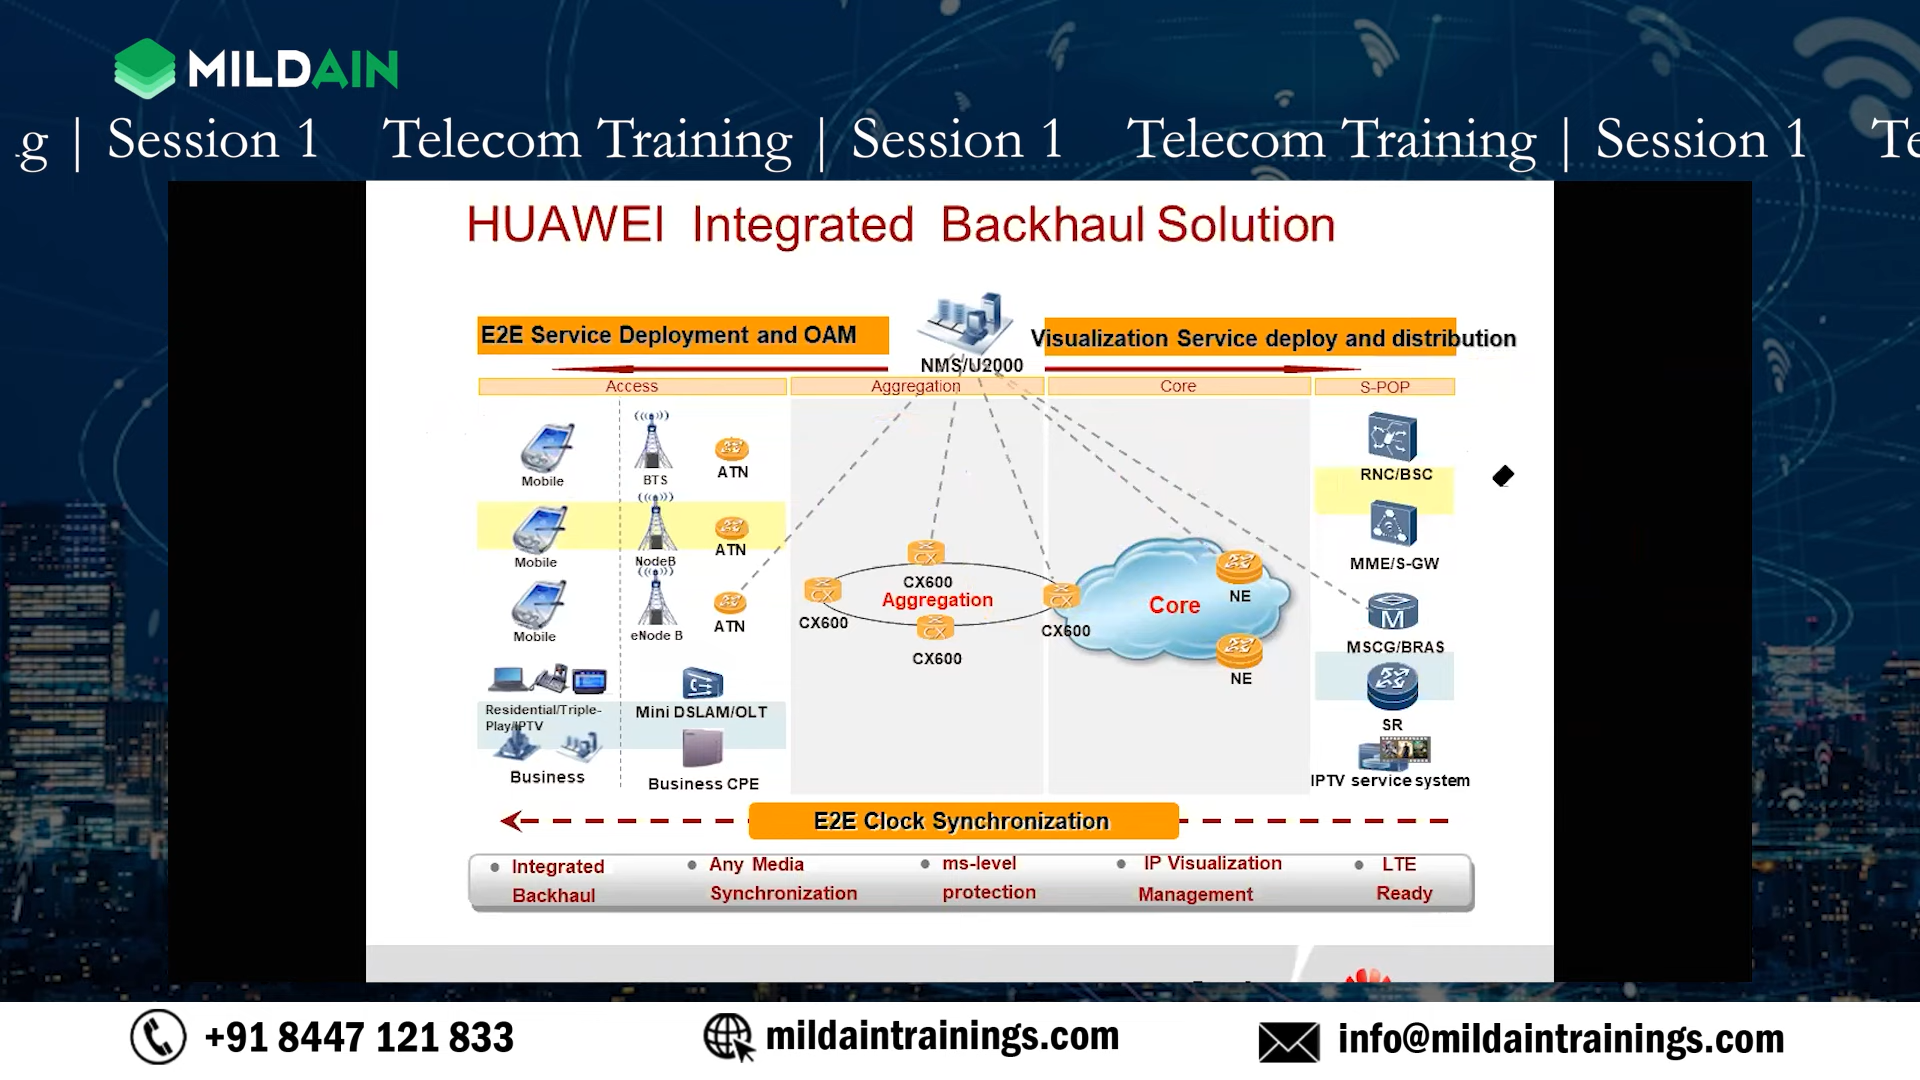 MILDAIN
g | Session 1 Telecom Training | Session 1 Telecom Training | Session 1 Te
HUAWEI Integrated Backhaul Solution
E2E Service Deployment and OAM
Visualization Service deploy and distribution
NMS/U2000
Access
Aggregation
Core
S-POP
Mobile
BTS
ATN
RNC/BSC
Mobile
NodeB
ATN
MME/S-GW
Mobile
eNode B
ATN
CX
CX600
CX
CX600
Aggregation
CX
CX600
CX
CX600
Core
NE
NE
M
MSCG/BRAS
SR
Residential/Triple-
Play/IPTV
Mini DSLAM/OLT
Business
Business CPE
IPTV service system
E2E Clock Synchronization
• Integrated
Backhaul
• Any Media
Synchronization
• ms-level
protection
• IP Visualization
Management
• LTE
Ready
+91 8447 121 833
mildaintrainings.com
info@mildaintrainings.com